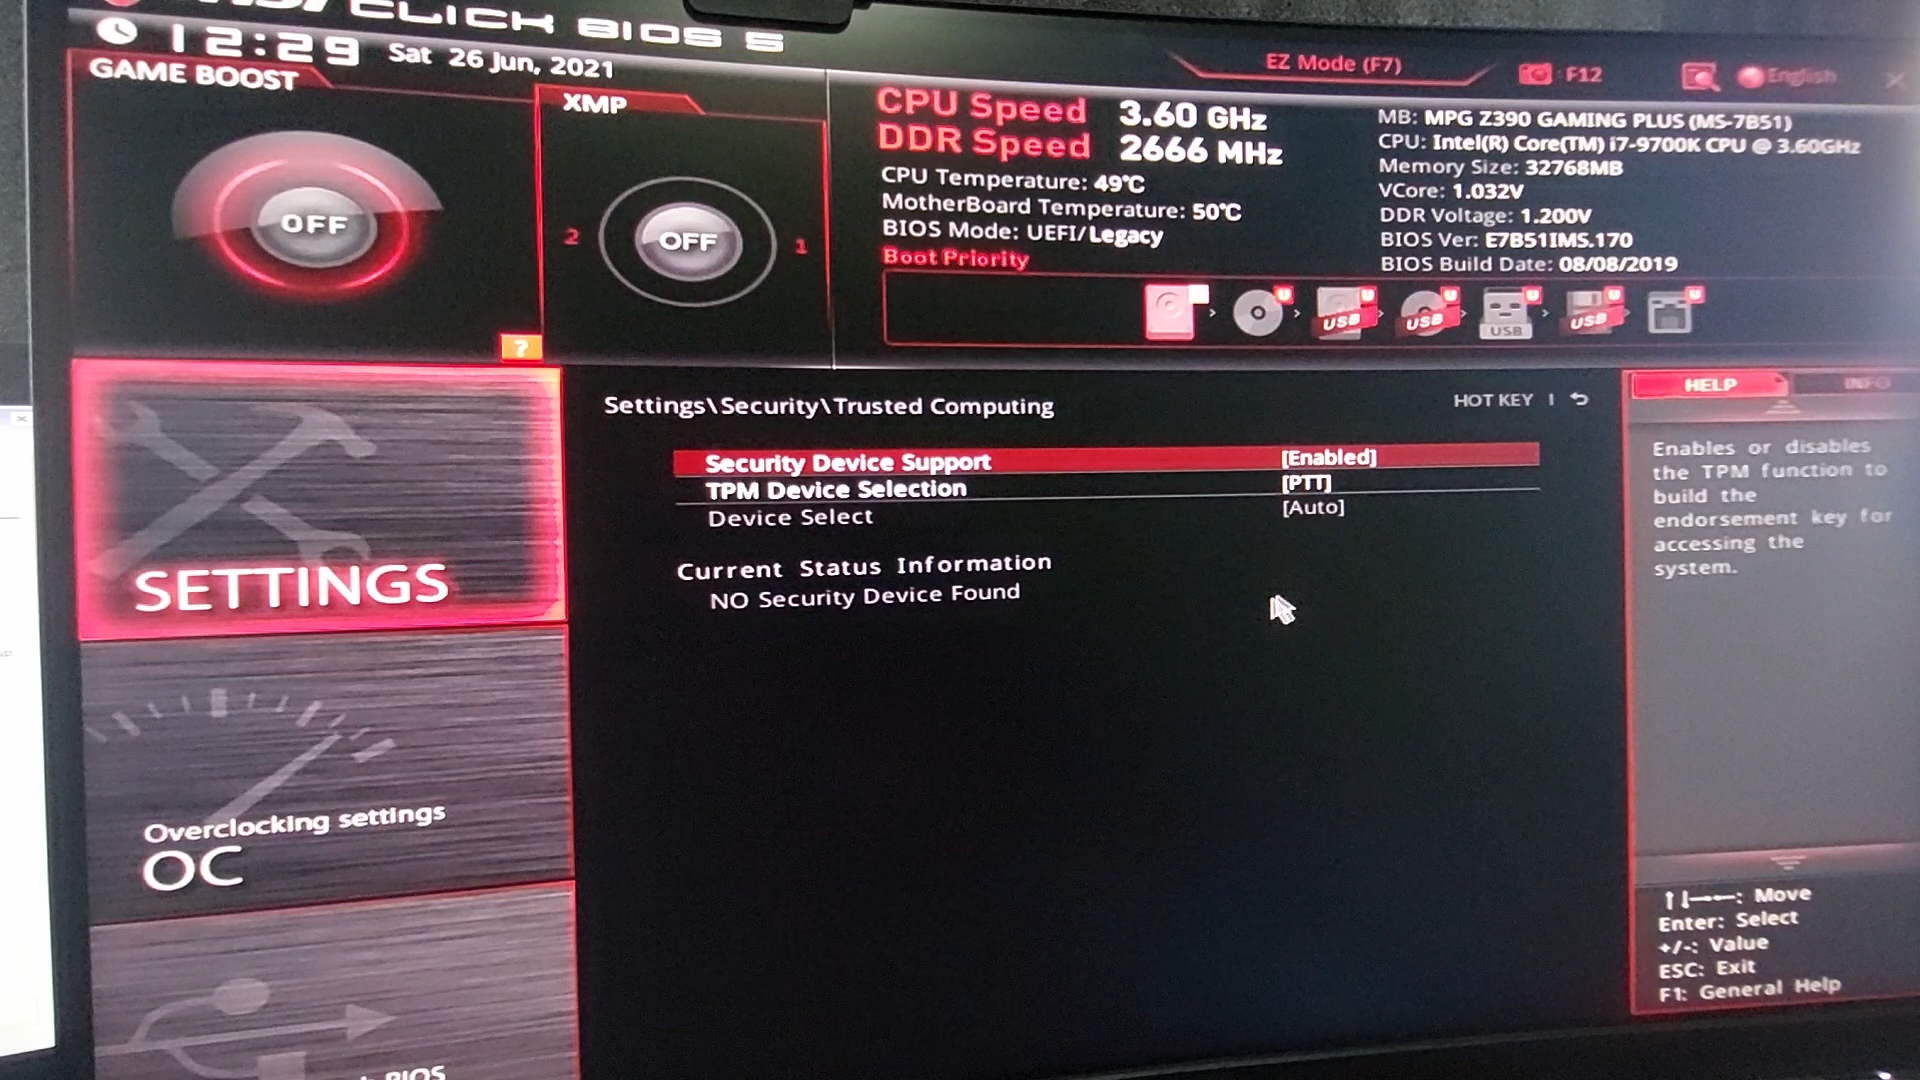 CLICK BIOS 5
12:29 Sat 26 Jun, 2021
EZ Mode (F7)
F12
English
GAME BOOST
OFF
XMP
2
OFF
1
?
CPU Speed 3.60 GHz
DDR Speed 2666 MHz
CPU Temperature: 49°C
MotherBoard Temperature: 50°C
BIOS Mode: UEFI/Legacy
Boot Priority
MB: MPG Z390 GAMING PLUS (MS-7B51)
CPU: Intel(R) Core(TM) i7-9700K CPU @ 3.60GHz
Memory Size: 32768MB
VCore: 1.032V
DDR Voltage: 1.200V
BIOS Ver: E7B51IMS.170
BIOS Build Date: 08/08/2019
U
USB U
USB U
USB U
USB U
U
SETTINGS
Overclocking settings
OC
BIOS
Settings\Security\Trusted Computing
HOT KEY
Security Device Support [Enabled]
TPM Device Selection [PTT]
Device Select [Auto]
Current Status Information
NO Security Device Found
HELP
INFO
Enables or disables
the TPM function to
build the
endorsement key for
accessing the
system.
↑↓→←: Move
Enter: Select
+/-: Value
ESC: Exit
F1: General Help